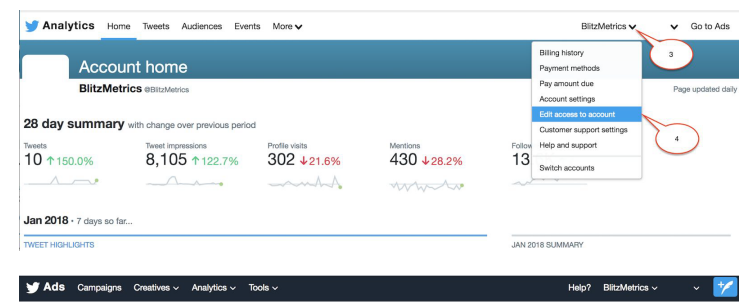 Analytics Home Tweets Audiences Events More BlitzMetrics Go to Ads
Billing history
3
Payment methods
Account home
Pay amount due
BlitzMetrics @BlitzMetrics
Account settings
Page updated daily
Edit access to account
28 day summary with change over previous period
Customer support settings
4
Tweets Tweet impressions Profile visits Mentions Follow
Help and support
10 ↑150.0% 8,105 ↑122.7% 302 ↓21.6% 430 ↓28.2% 13
Switch accounts
Jan 2018 • 7 days so far...
TWEET HIGHLIGHTS JAN 2018 SUMMARY
Ads Campaigns Creatives Analytics Tools Help? BlitzMetrics